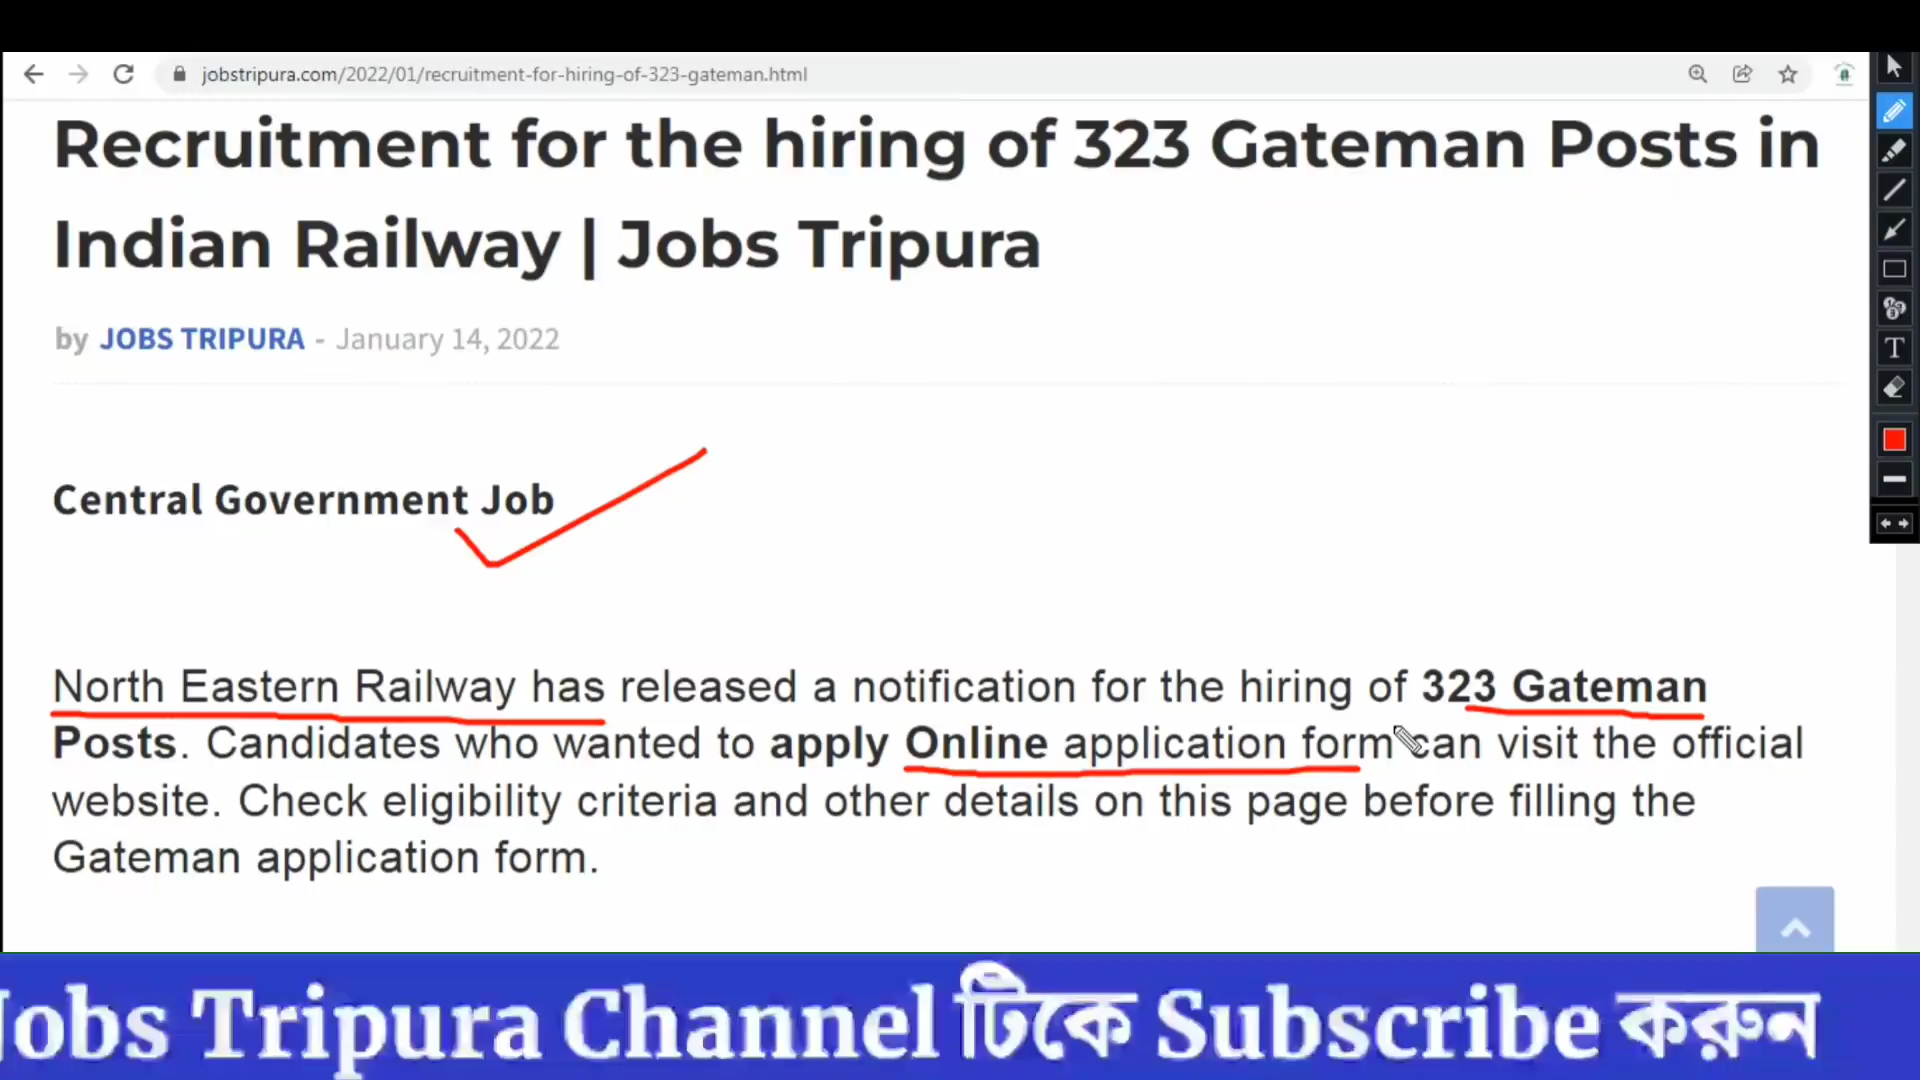 jobstripura.com/2022/01/recruitment-for-hiring-of-323-gateman.html
Recruitment for the hiring of 323 Gateman Posts in
Indian Railway | Jobs Tripura
by JOBS TRIPURA - January 14, 2022
Central Government Job
North Eastern Railway has released a notification for the hiring of 323 Gateman
Posts. Candidates who wanted to apply Online application form can visit the official
website. Check eligibility criteria and other details on this page before filling the
Gateman application form.
Jobs Tripura Channel টিকে Subscribe করুন